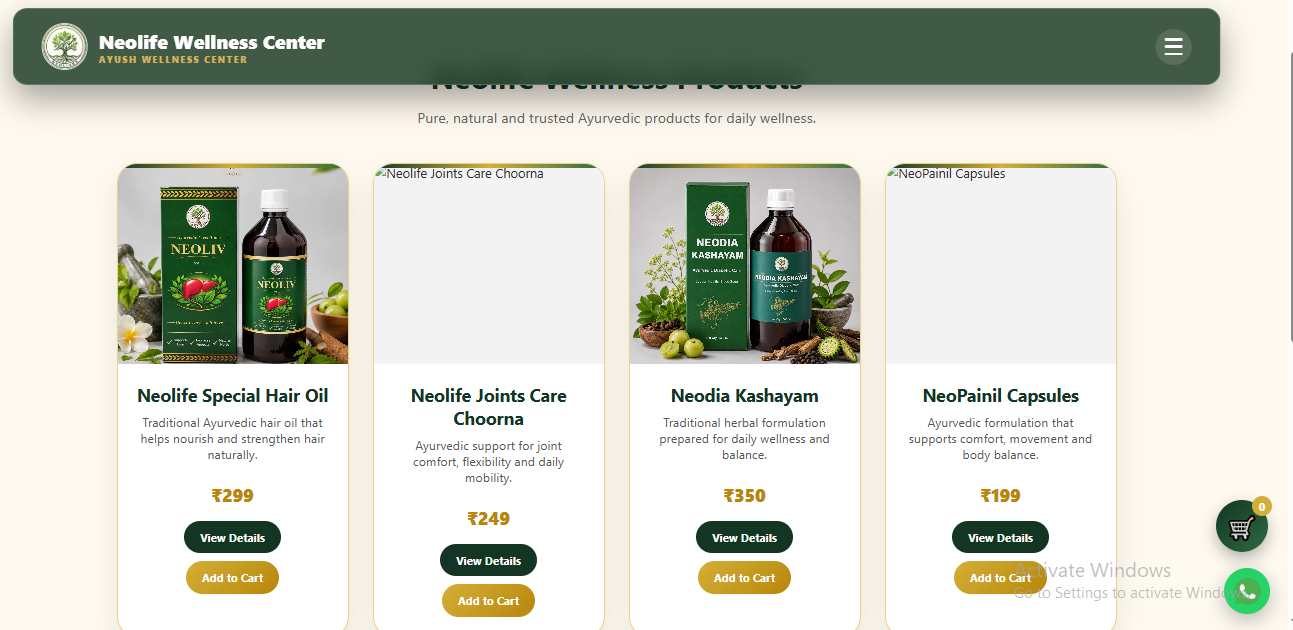 Neolife Wellness Center
AYUSH WELLNESS CENTER
Neolife Wellness Products
Pure, natural and trusted Ayurvedic products for daily wellness.
NEOLIV
NEOLIV
Neolife Joints Care Choorna
NEODIA
KASHAYAM
NEODIA KASHAYAM
NeoPainil Capsules
Neolife Special Hair Oil
Traditional Ayurvedic hair oil that
helps nourish and strengthen hair
naturally.
₹299
View Details
Add to Cart
Neolife Joints Care
Choorna
Ayurvedic support for joint
comfort, flexibility and daily
mobility.
₹249
View Details
Add to Cart
Neodia Kashayam
Traditional herbal formulation
prepared for daily wellness and
balance.
₹350
View Details
Add to Cart
NeoPainil Capsules
Ayurvedic formulation that
supports comfort, movement and
body balance.
₹199
View Details
Add to Cart
0
Activate Windows
Go to Settings to activate Windows.